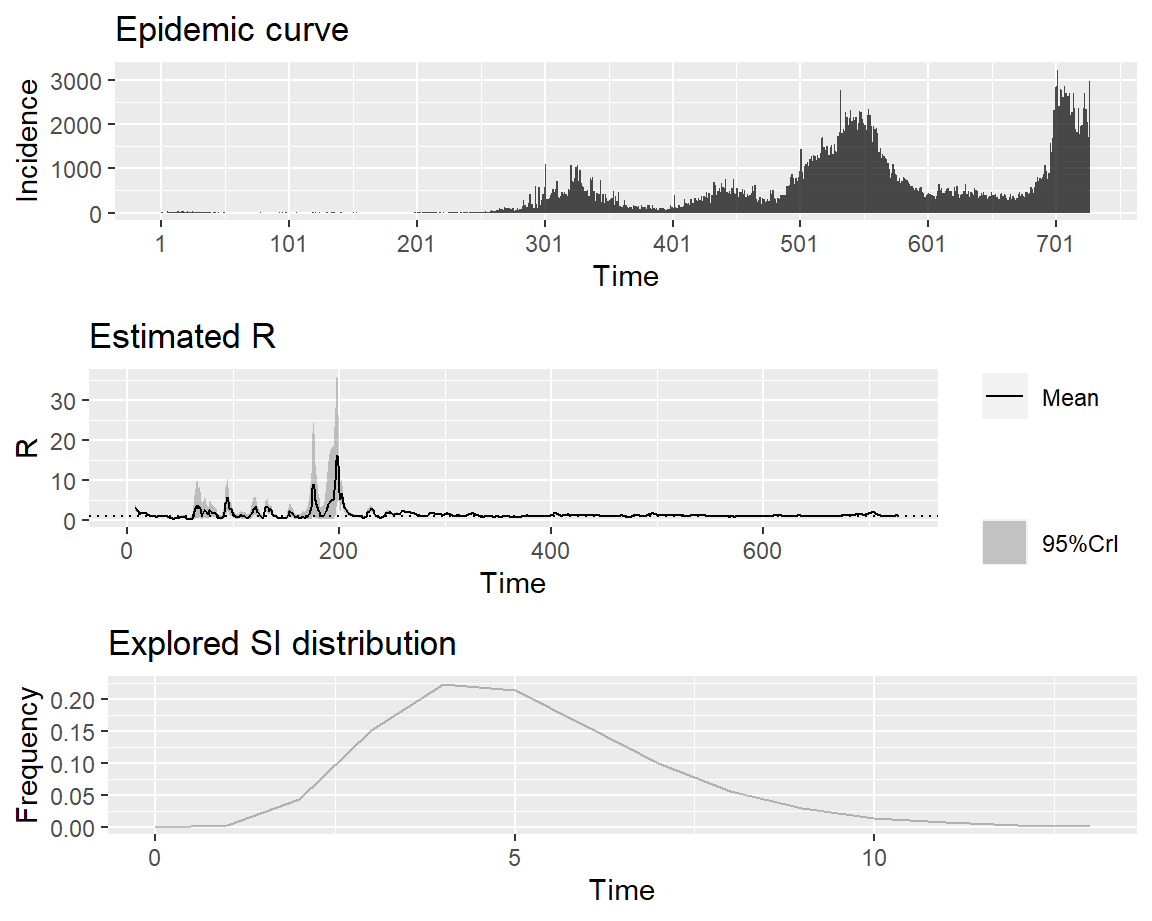 Epidemic curve
Incidence
3000
2000
1000
0
1 101 201 301 401 501 601 701
Time
Estimated R
R
30
20
10
0
0 200 400 600
Time
Mean
95%CrI
Explored SI distribution
Frequency
0.20
0.15
0.10
0.05
0.00
0 5 10
Time